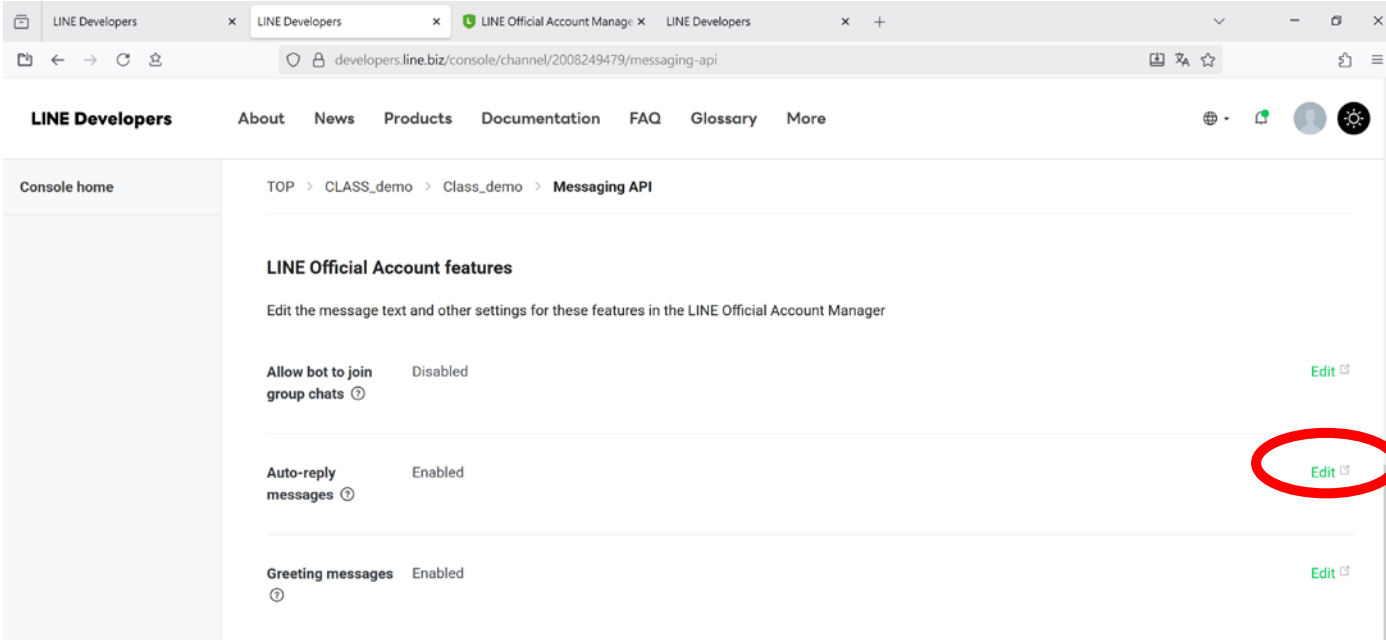 LINE Developers
LINE Developers
LINE Official Account Manage
LINE Developers
developers.line.biz/console/channel/2008249479/messaging-api
LINE Developers
About
News
Products
Documentation
FAQ
Glossary
More
Console home
TOP > CLASS_demo > Class_demo > Messaging API
LINE Official Account features
Edit the message text and other settings for these features in the LINE Official Account Manager
Allow bot to join
group chats ?
Disabled
Edit
Auto-reply
messages ?
Enabled
Edit
Greeting messages
?
Enabled
Edit